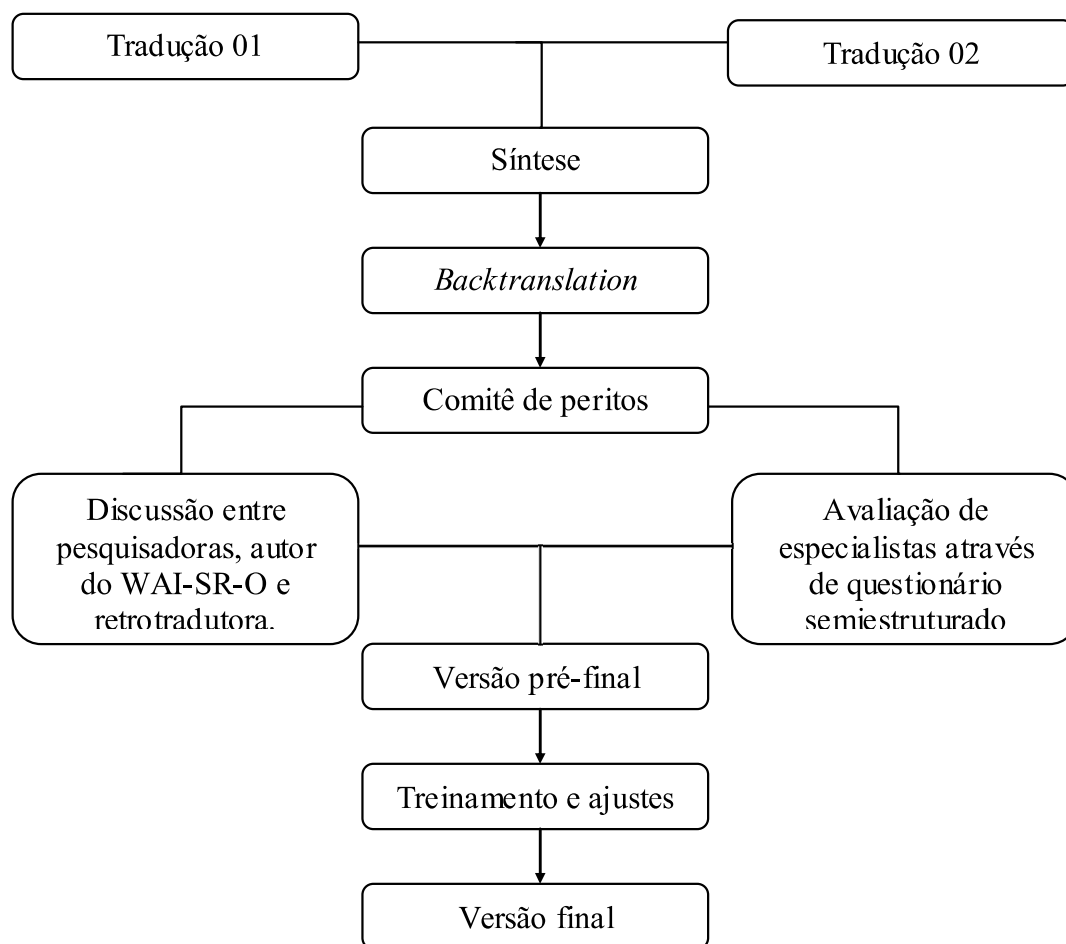 Tradução 01
Tradução 02
Síntese
Backtranslation
Comitê de peritos
Discussão entre
pesquisadoras, autor
do WAI-SR-O e
retrotradutora.
Avaliação de
especialistas através
de questionário
semiestruturado
Versão pré-final
Treinamento e ajustes
Versão final